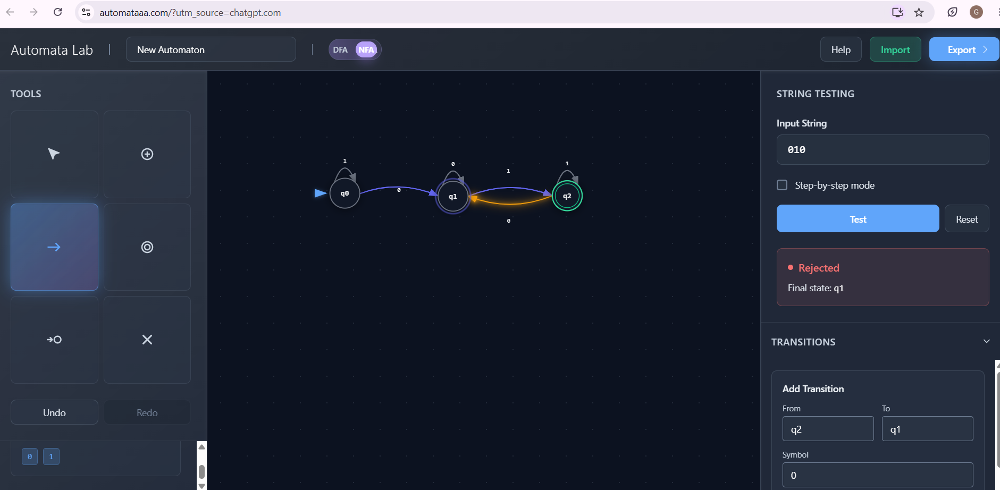 automataaa.com/?utm_source=chatgpt.com
G
Automata Lab
New Automaton
DFA
NFA
Help
Import
Export
TOOLS
Undo
Redo
0
1
1
0
1
q0
0
q1
1
q2
0
STRING TESTING
Input String
010
Step-by-step mode
Test
Reset
Rejected
Final state: q1
TRANSITIONS
Add Transition
From
To
q2
q1
Symbol
0